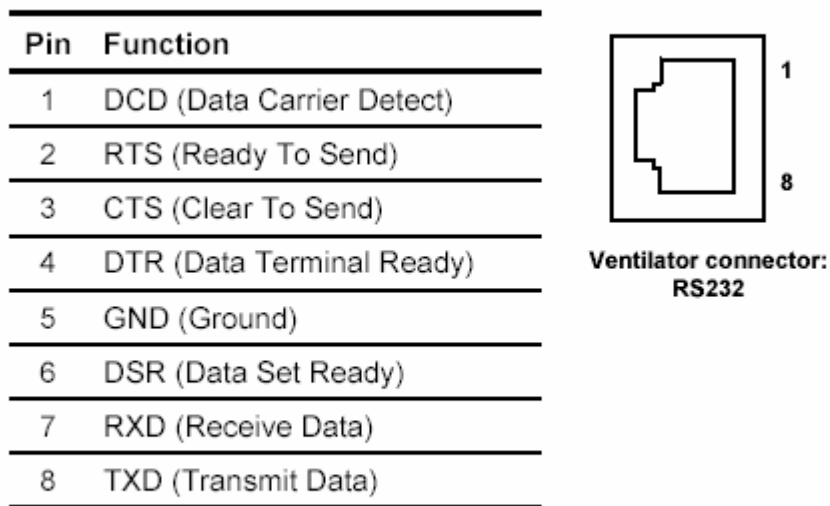 Pin Function
1 DCD (Data Carrier Detect)
2 RTS (Ready To Send)
3 CTS (Clear To Send)
4 DTR (Data Terminal Ready)
5 GND (Ground)
6 DSR (Data Set Ready)
7 RXD (Receive Data)
8 TXD (Transmit Data)
1
8
Ventilator connector:
RS232